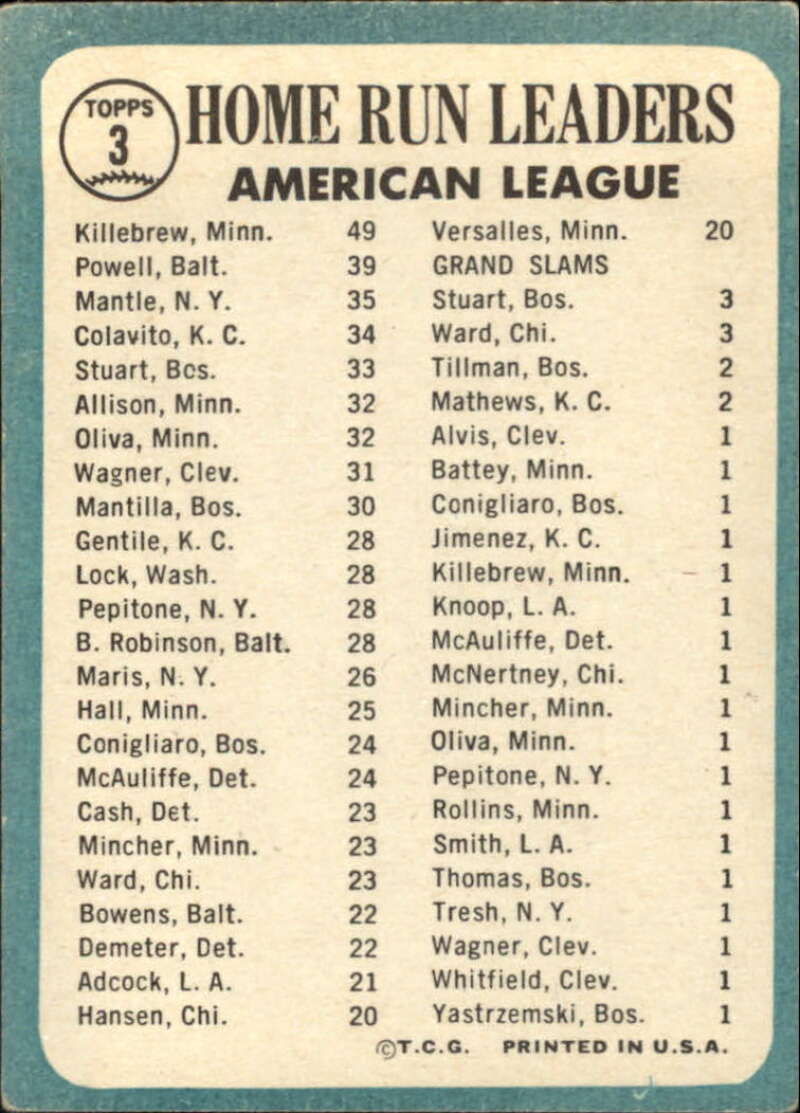 TOPPS
3
HOME RUN LEADERS
AMERICAN LEAGUE
Killebrew, Minn. 49
Powell, Balt. 39
Mantle, N. Y. 35
Colavito, K. C. 34
Stuart, Bos. 33
Allison, Minn. 32
Oliva, Minn. 32
Wagner, Clev. 31
Mantilla, Bos. 30
Gentile, K. C. 28
Lock, Wash. 28
Pepitone, N. Y. 28
B. Robinson, Balt. 28
Maris, N. Y. 26
Hall, Minn. 25
Conigliaro, Bos. 24
McAuliffe, Det. 24
Cash, Det. 23
Mincher, Minn. 23
Ward, Chi. 23
Bowens, Balt. 22
Demeter, Det. 22
Adcock, L. A. 21
Hansen, Chi. 20
Versalles, Minn. 20
GRAND SLAMS
Stuart, Bos. 3
Ward, Chi. 3
Tillman, Bos. 2
Mathews, K. C. 2
Alvis, Clev. 1
Battey, Minn. 1
Conigliaro, Bos. 1
Jimenez, K. C. 1
Killebrew, Minn. 1
Knoop, L. A. 1
McAuliffe, Det. 1
McNertney, Chi. 1
Mincher, Minn. 1
Oliva, Minn. 1
Pepitone, N. Y. 1
Rollins, Minn. 1
Smith, L. A. 1
Thomas, Bos. 1
Tresh, N. Y. 1
Wagner, Clev. 1
Whitfield, Clev. 1
Yastrzemski, Bos. 1
©T.C.G. PRINTED IN U.S.A.